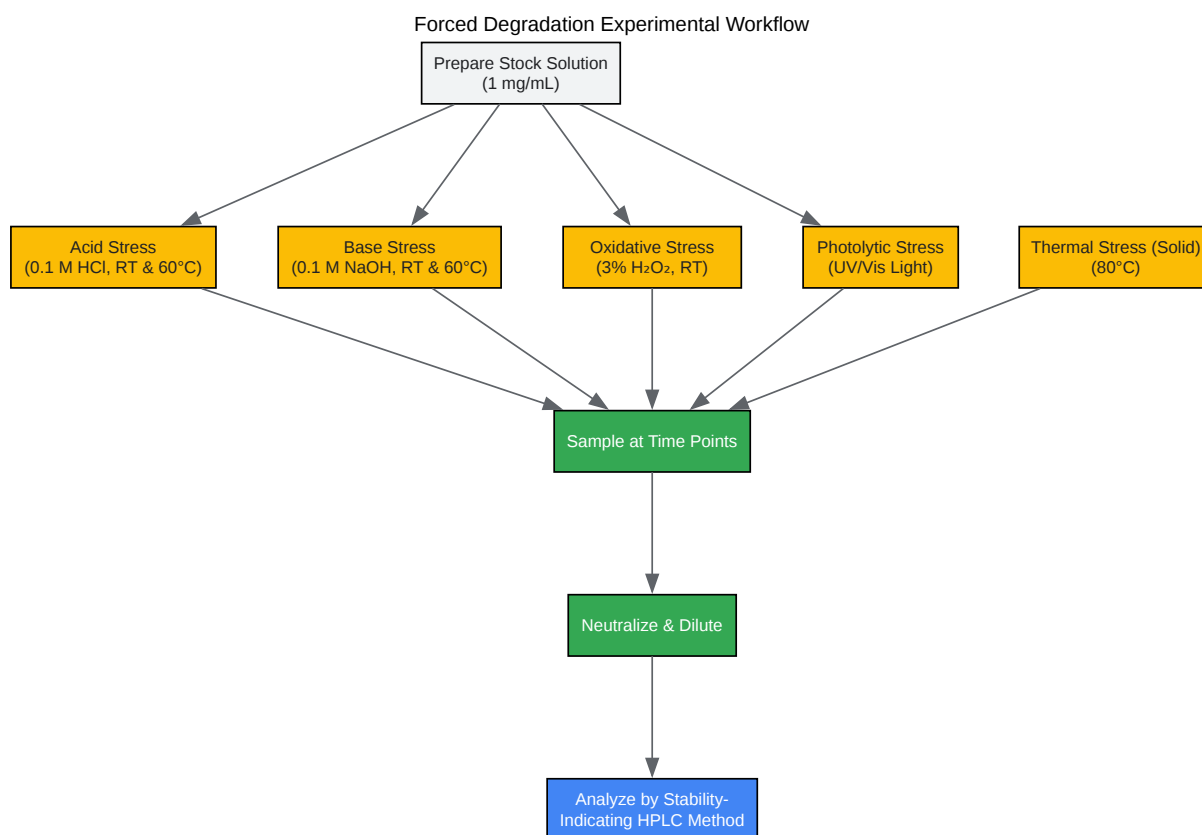 Forced Degradation Experimental Workflow
Prepare Stock Solution
(1 mg/mL)
Acid Stress
(0.1 M HCl, RT & 60°C)
Base Stress
(0.1 M NaOH, RT & 60°C)
Oxidative Stress
(3% H₂O₂, RT)
Photolytic Stress
(UV/Vis Light)
Thermal Stress (Solid)
(80°C)
Sample at Time Points
Neutralize & Dilute
Analyze by Stability-
Indicating HPLC Method